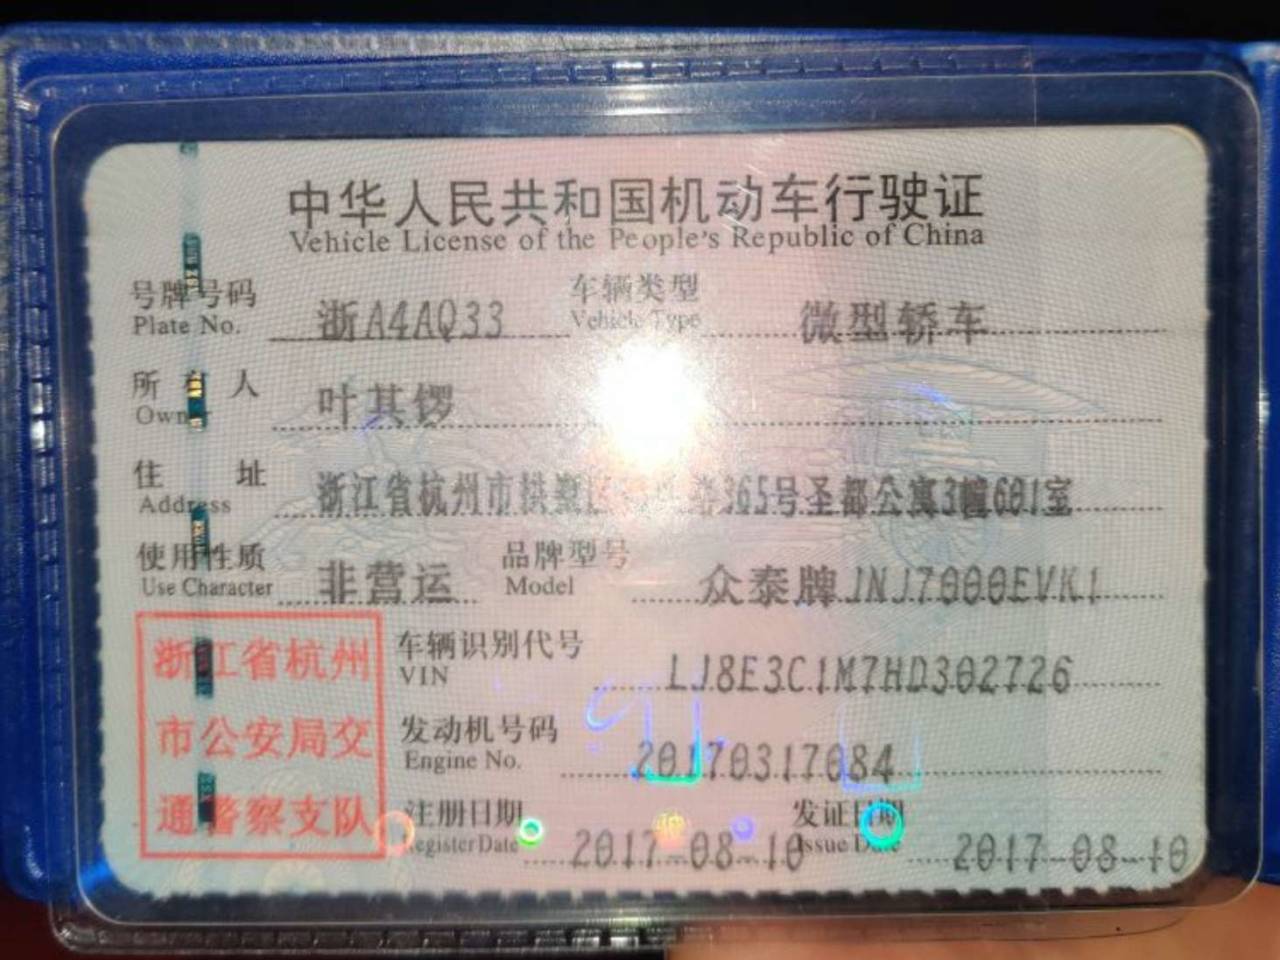 中华人民共和国机动车行驶证
Vehicle License of the People's Republic of China
号牌号码 浙A4AQ33 车辆类型 微型轿车
Plate No. Vehicle Type
所有人 叶其锣
Owner
住址 浙江省杭州市拱墅区 365号圣都公寓3幢601室
Address
使用性质 非营运 品牌型号 众泰牌JNJ7000EVK1
Use Character Model
浙江省杭州 车辆识别代号 LJ8E3C1M7HD302726
VIN
市公安局交 发动机号码 20170317084
Engine No.
通警察支队 注册日期 2017-08-10 发证日期 2017-08-10
Register Date Issue Date